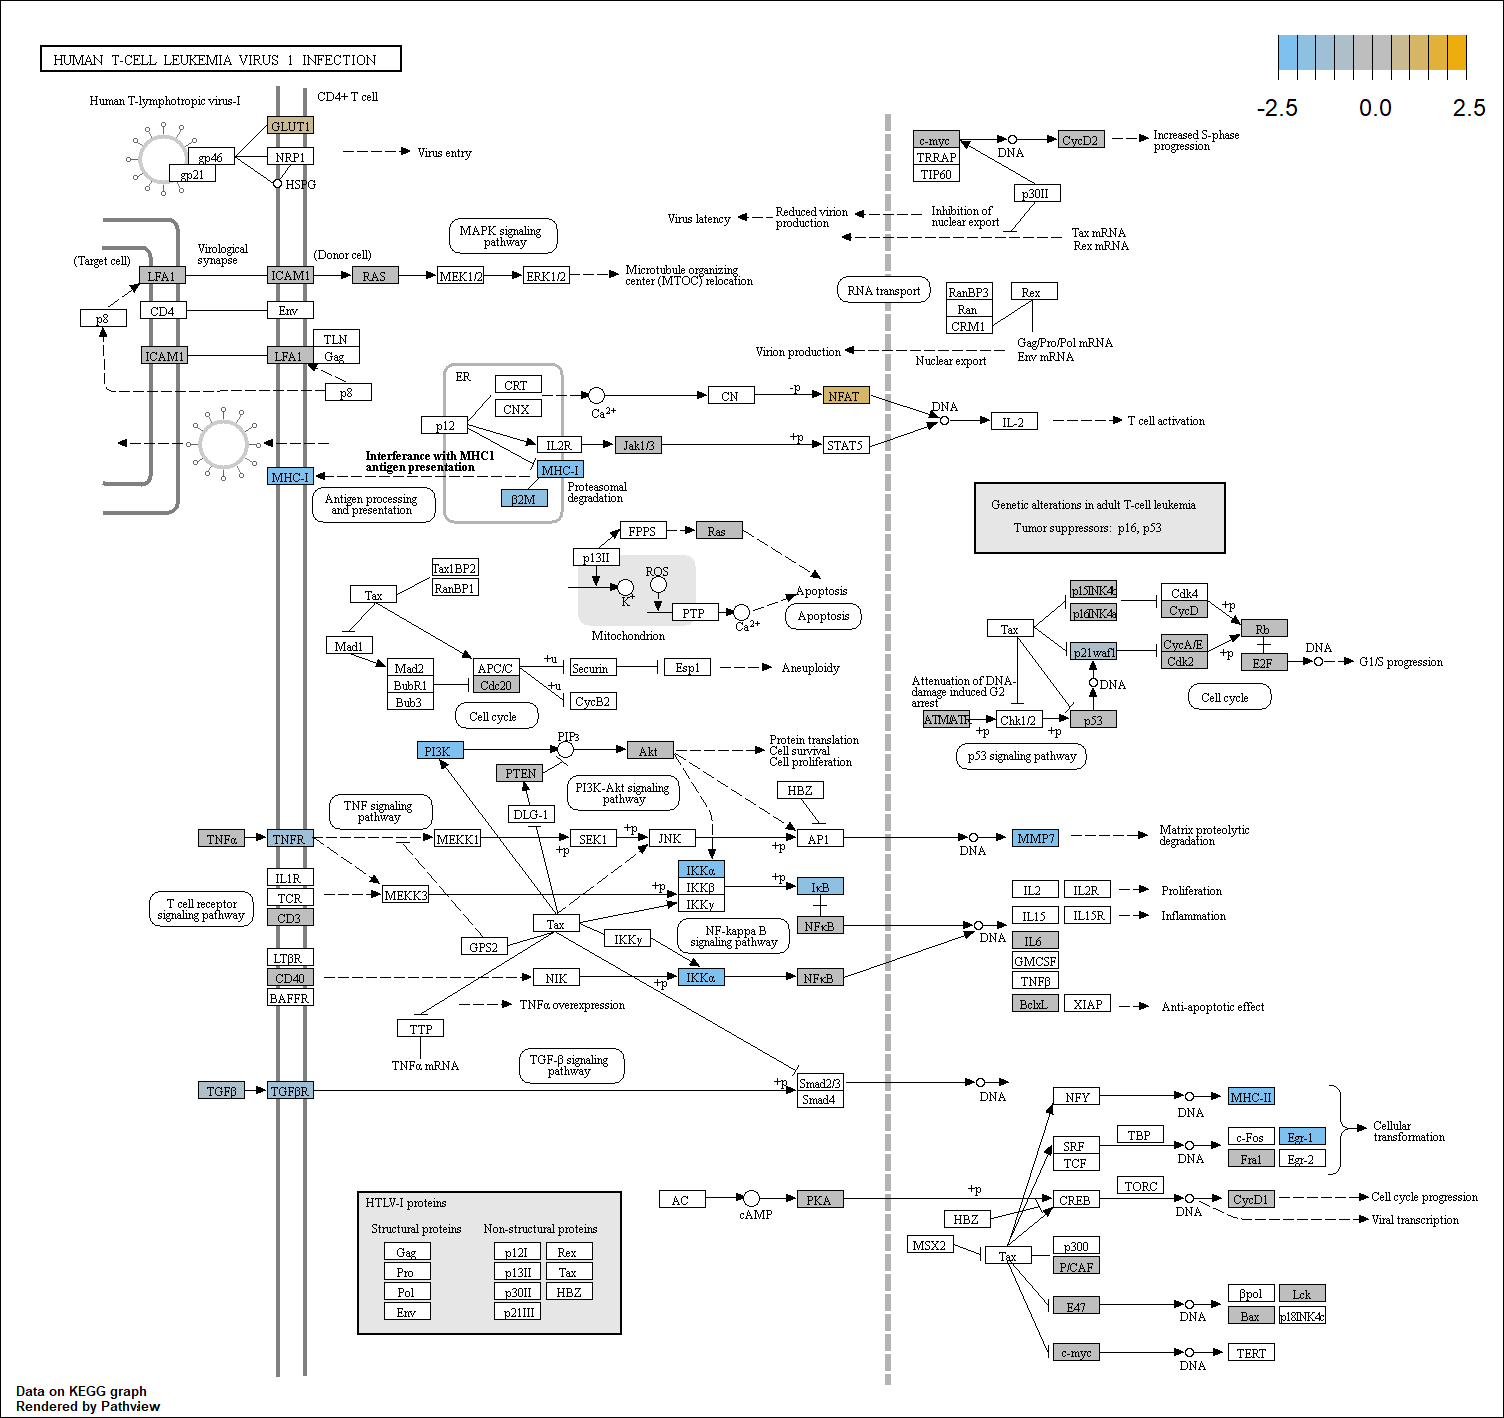 HUMAN T-CELL LEUKEMIA VIRUS 1 INFECTION
-2.5 0.0 2.5
Human T-lymphotropic virus-I
CD4+ T cell
GLUT1
gp46
NRP1
gp21
HSPG
Virus entry
c-myc
TRRAP
TIP60
DNA
CycD2
Increased S-phase
progression
p30II
Virus latency
Reduced virion
production
Inhibition of
nuclear export
Tax mRNA
Rex mRNA
MAPK signaling
pathway
(Target cell)
Virological
synapse
(Donor cell)
LFA1
ICAM1
RAS
MEK1/2
ERK1/2
Microtubule organizing
center (MTOC) relocation
CD4
Env
p8
ICAM1
LFA1
TLN
Gag
p8
RNA transport
RanBP3
Ran
CRM1
Rex
Gag/Pro/Pol mRNA
Env mRNA
Nuclear export
Virion production
ER
CRT
CNX
Ca2+
CN
-p
NFAT
p12
IL2R
Jak1/3
+p
STAT5
DNA
IL-2
T cell activation
Interferance with MHC1
antigen presentation
MHC-I
MHC-I
β2M
Proteasomal
degradation
Antigen processing
and presentation
Genetic alterations in adult T-cell leukemia
Tumor suppressors: p16, p53
FPPS
Ras
p13II
ROS
K+
PTP
Ca2+
Mitochondrion
Apoptosis
Apoptosis
Tax1BP2
RanBP1
Tax
Mad1
Mad2
BubR1
Bub3
APC/C
Cdc20
+u
+u
Securin
CycB2
Esp1
Aneuploidy
Cell cycle
p15INK4b
p16INK4a
Cdk4
CycD
+p
Tax
p21waf1
CycA/E
Cdk2
+p
Rb
E2F
DNA
G1/S progression
DNA
Attenuation of DNA-
damage induced G2
arrest
ATM/ATR
+p
Chk1/2
+p
p53
Cell cycle
p53 signaling pathway
PI3K
PIP3
Akt
Protein translation
Cell survival
Cell proliferation
PTEN
PI3K-Akt signaling
pathway
DLG-1
HBZ
TNF signaling
pathway
TNFα
TNFR
MEKK1
+p
SEK1
+p
JNK
+p
AP1
DNA
MMP7
Matrix proteolytic
degradation
IL1R
TCR
CD3
T cell receptor
signaling pathway
MEKK3
+p
IKKα
IKKβ
IKKγ
+p
IκB
NFκB
Tax
GPS2
IKKγ
NF-kappa B
signaling pathway
DNA
IL2
IL2R
Proliferation
IL15
IL15R
Inflammation
IL6
GMCSF
TNFβ
BclxL
XIAP
Anti-apoptotic effect
LTβR
CD40
BAFFR
NIK
+p
IKKα
NFκB
TNFα overexpression
TTP
TNFα mRNA
TGF-β signaling
pathway
TGFβ
TGFβR
+p
Smad2/3
Smad4
DNA
NFY
DNA
MHC-II
SRF
TCF
TBP
DNA
c-Fos
Egr-1
Fra1
Egr-2
Cellular
transformation
AC
cAMP
PKA
+p
CREB
TORC
DNA
CycD1
Cell cycle progression
Viral transcription
HBZ
MSX2
Tax
p300
P/CAF
E47
DNA
βpol
Lck
Bax
p18INK4c
c-myc
DNA
TERT
HTLV-I proteins
Structural proteins
Non-structural proteins
Gag
p12I
Rex
Pro
p13II
Tax
Pol
p30II
HBZ
Env
p21III
Data on KEGG graph
Rendered by Pathview